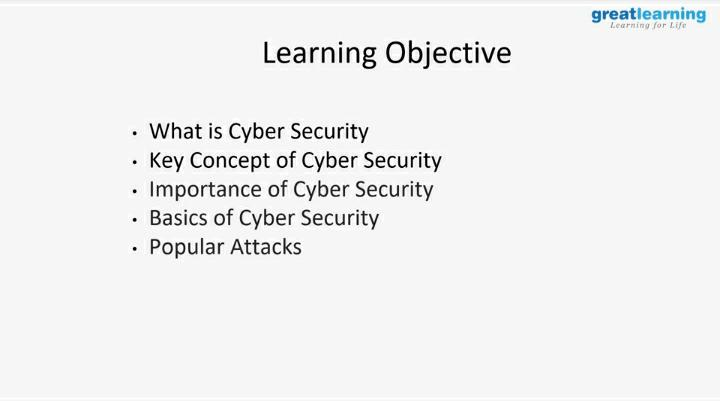 greatlearning
Learning for Life
Learning Objective
• What is Cyber Security
• Key Concept of Cyber Security
• Importance of Cyber Security
• Basics of Cyber Security
• Popular Attacks